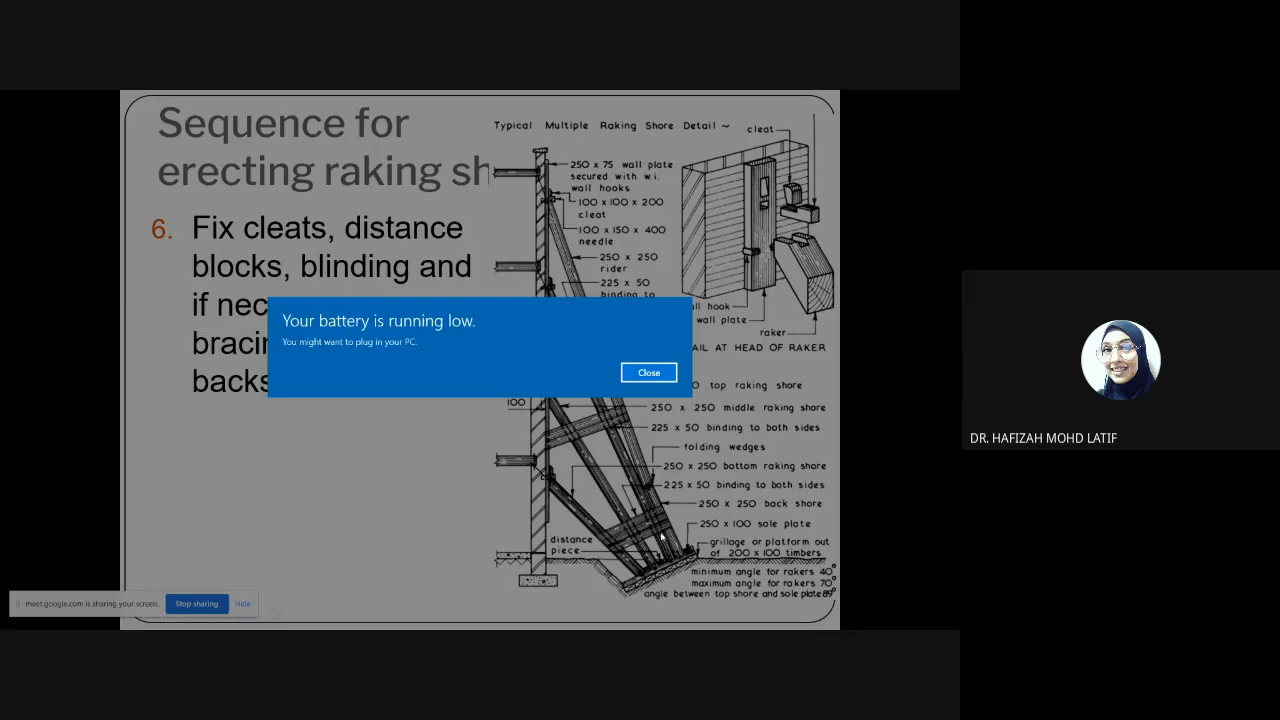 Sequence for
erecting raking sh
6. Fix cleats, distance
blocks, blinding and
if nec
bracin
backs
Your battery is running low.
You might want to plug in your PC.
Close
Typical Multiple Raking Shore Detail ~
cleat
250 x 75 wall plate
secured with w.i.
wall hooks
100 x 100 x 200
cleat
100 x 150 x 400
needle
250 x 250
rider
225 x 50
binding to
all hook
wall plate
raker
AIL AT HEAD OF RAKER
0 top raking shore
100
250 x 250 middle raking shore
225 x 50 binding to both sides
folding wedges
250 x 250 bottom raking shore
225 x 50 binding to both sides
250 x 250 back shore
250 x 100 sole plate
distance
piece
grillage or platform out
of 200 x 100 timbers
minimum angle for rakers 40°
maximum angle for rakers 70°
angle between top shore and sole plate 89°
meet.google.com is sharing your screen.
Stop sharing
Hide
DR. HAFIZAH MOHD LATIF